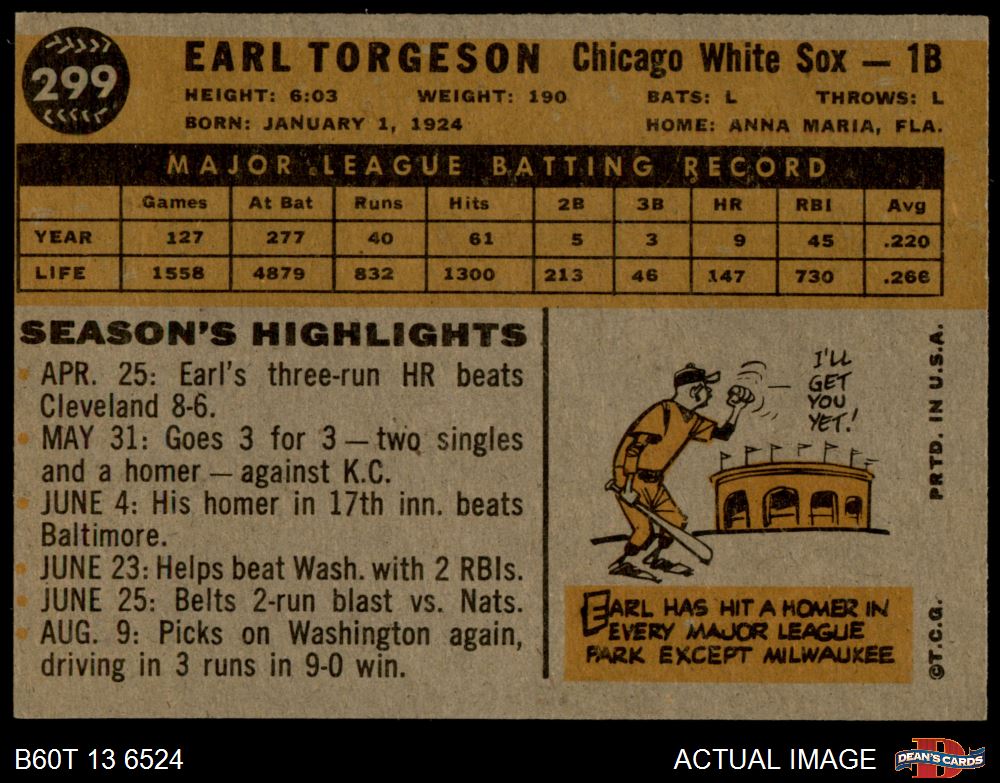 299
EARL TORGESON Chicago White Sox — 1B
HEIGHT: 6:03 WEIGHT: 190 BATS: L THROWS: L
BORN: JANUARY 1, 1924 HOME: ANNA MARIA, FLA.
MAJOR LEAGUE BATTING RECORD
Games At Bat Runs Hits 2B 3B HR RBI Avg
YEAR 127 277 40 61 5 3 9 45 .220
LIFE 1558 4879 832 1300 213 46 147 730 .266
SEASON'S HIGHLIGHTS
APR. 25: Earl's three-run HR beats
Cleveland 8-6.
MAY 31: Goes 3 for 3 — two singles
and a homer — against K.C.
JUNE 4: His homer in 17th inn. beats
Baltimore.
JUNE 23: Helps beat Wash. with 2 RBIs.
JUNE 25: Belts 2-run blast vs. Nats.
AUG. 9: Picks on Washington again,
driving in 3 runs in 9-0 win.
I'LL
GET
YOU
YET!
EARL HAS HIT A HOMER IN
EVERY MAJOR LEAGUE
PARK EXCEPT MILWAUKEE
PRTD. IN U.S.A.
©T.C.G.
B60T 13 6524
ACTUAL IMAGE
DEAN'S CARDS